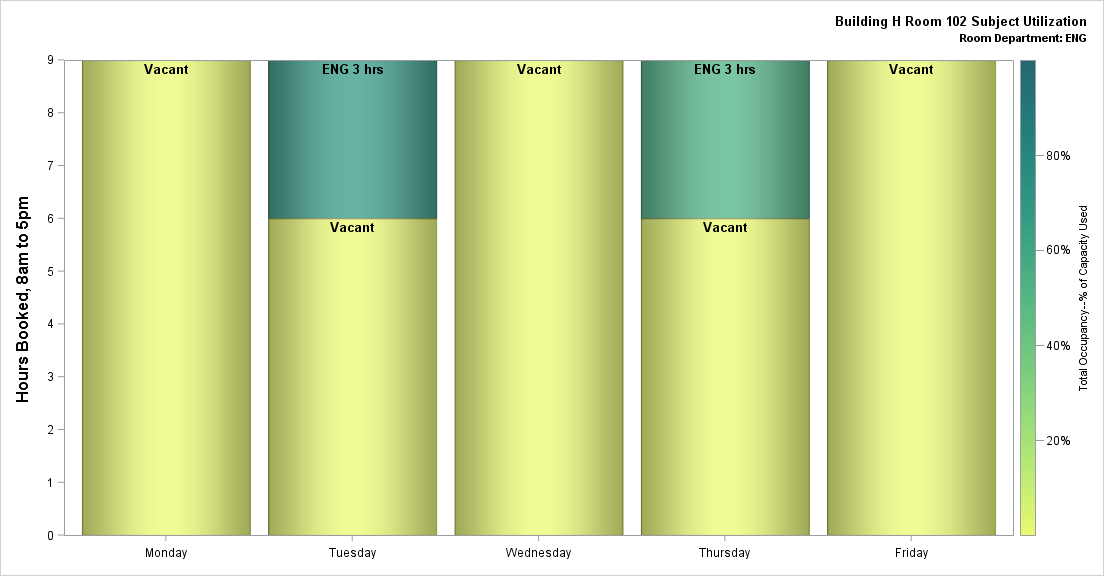 Building H Room 102 Subject Utilization
Room Department: ENG
Hours Booked, 8am to 5pm
9
8
7
6
5
4
3
2
1
0
Vacant
ENG 3 hrs
Vacant
ENG 3 hrs
Vacant
Vacant
Vacant
Monday
Tuesday
Wednesday
Thursday
Friday
80%
60%
40%
20%
Total Occupancy--% of Capacity Used